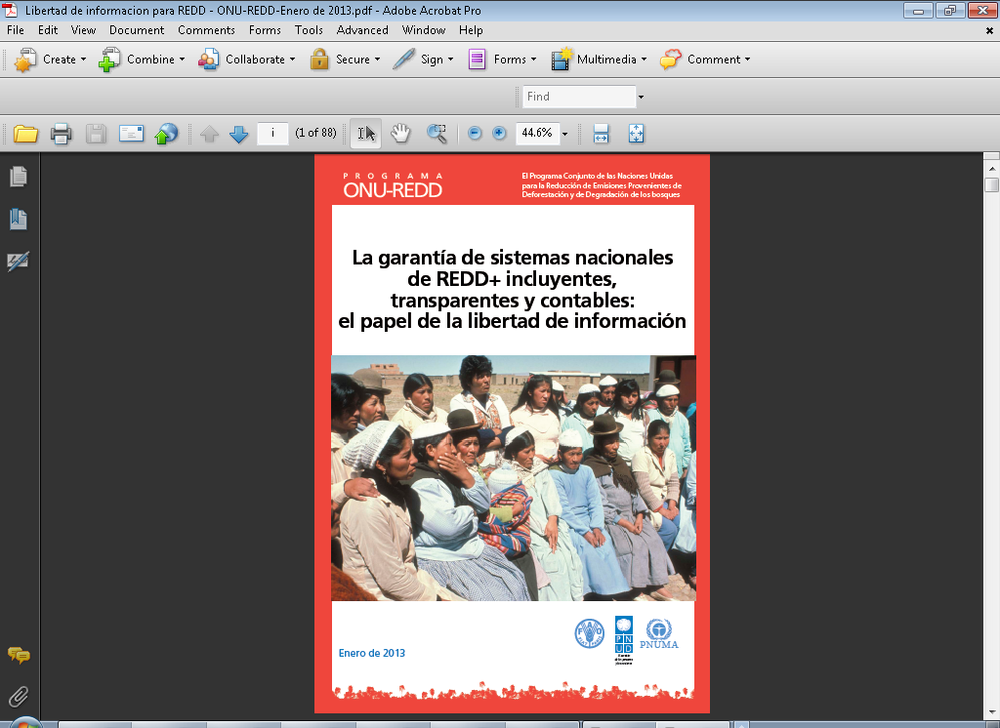 Libertad de informacion para REDD - ONU-REDD-Enero de 2013.pdf - Adobe Acrobat Pro
File Edit View Document Comments Forms Tools Advanced Window Help
Create Combine Collaborate Secure Sign Forms Multimedia Comment
Find
i (1 of 88) 44.6%
PROGRAMA
ONU-REDD
El Programa Conjunto de las Naciones Unidas
para la Reducción de Emisiones Provenientes de
Deforestación y de Degradación de los bosques
La garantía de sistemas nacionales
de REDD+ incluyentes,
transparentes y contables:
el papel de la libertad de información
FAO
PNUD
PNUMA
Enero de 2013